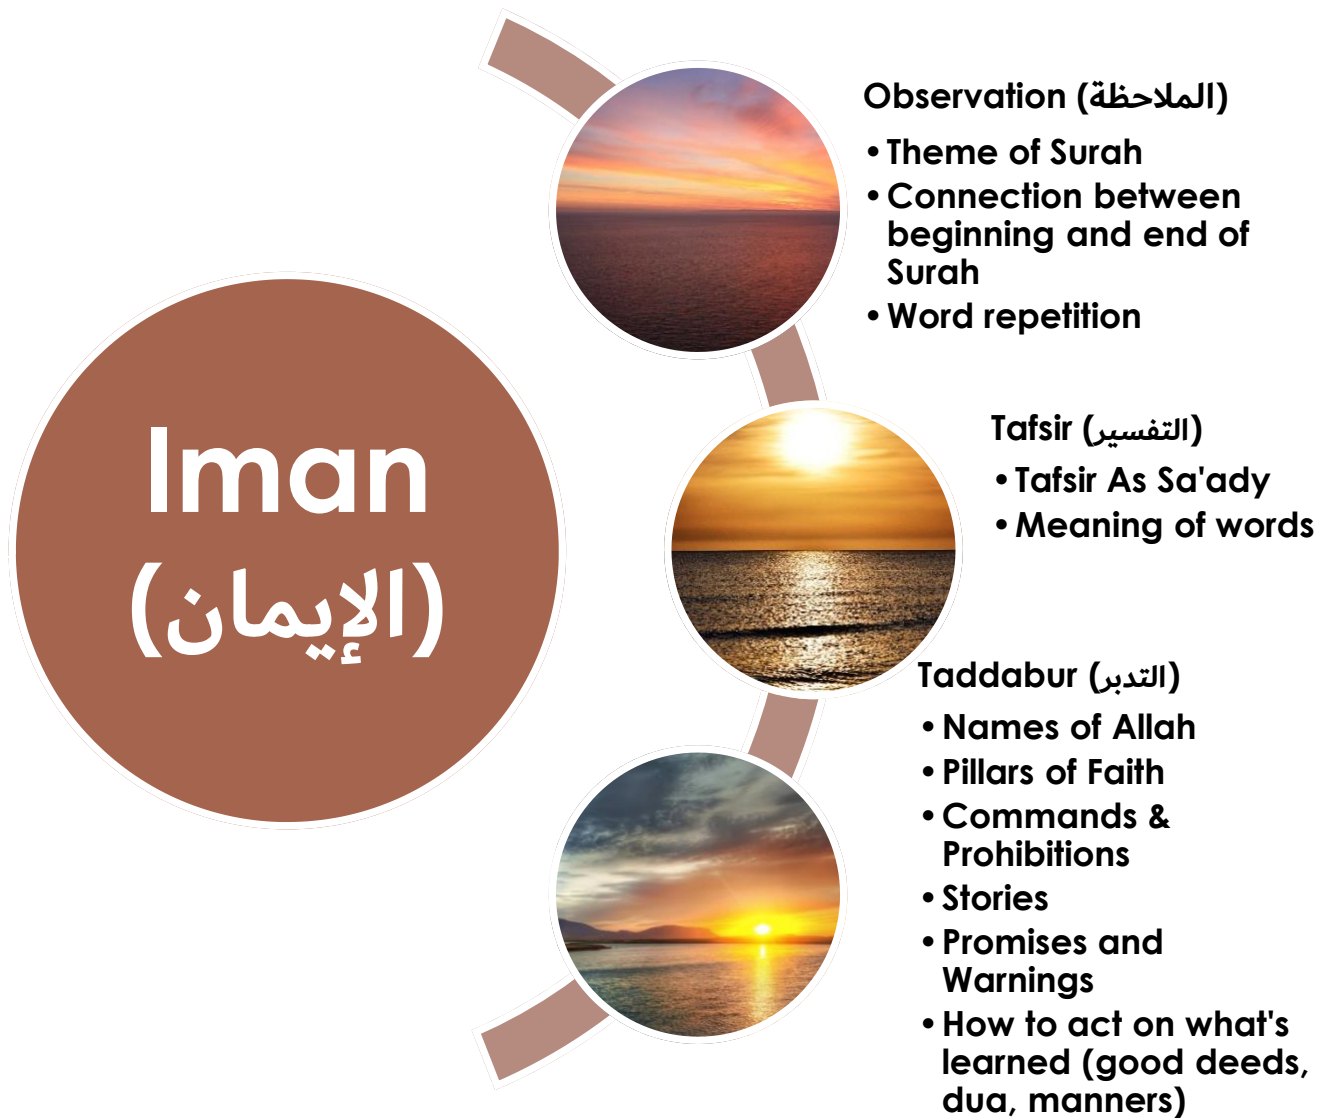 Iman
(الإيمان)
Observation (الملاحظة)
• Theme of Surah
• Connection between
beginning and end of
Surah
• Word repetition
Tafsir (التفسير)
• Tafsir As Sa'ady
• Meaning of words
Taddabur (التدبر)
• Names of Allah
• Pillars of Faith
• Commands &
Prohibitions
• Stories
• Promises and
Warnings
• How to act on what's
learned (good deeds,
dua, manners)